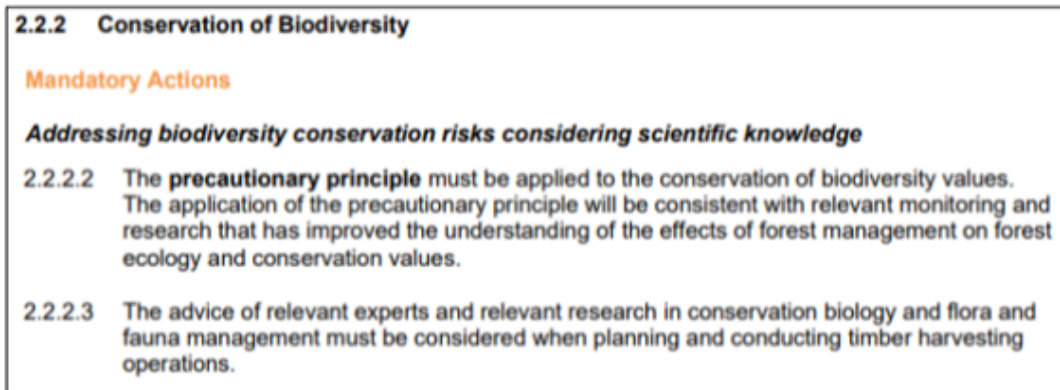 2.2.2 Conservation of Biodiversity
Mandatory Actions
Addressing biodiversity conservation risks considering scientific knowledge
2.2.2.2 The precautionary principle must be applied to the conservation of biodiversity values.
The application of the precautionary principle will be consistent with relevant monitoring and
research that has improved the understanding of the effects of forest management on forest
ecology and conservation values.
2.2.2.3 The advice of relevant experts and relevant research in conservation biology and flora and
fauna management must be considered when planning and conducting timber harvesting
operations.